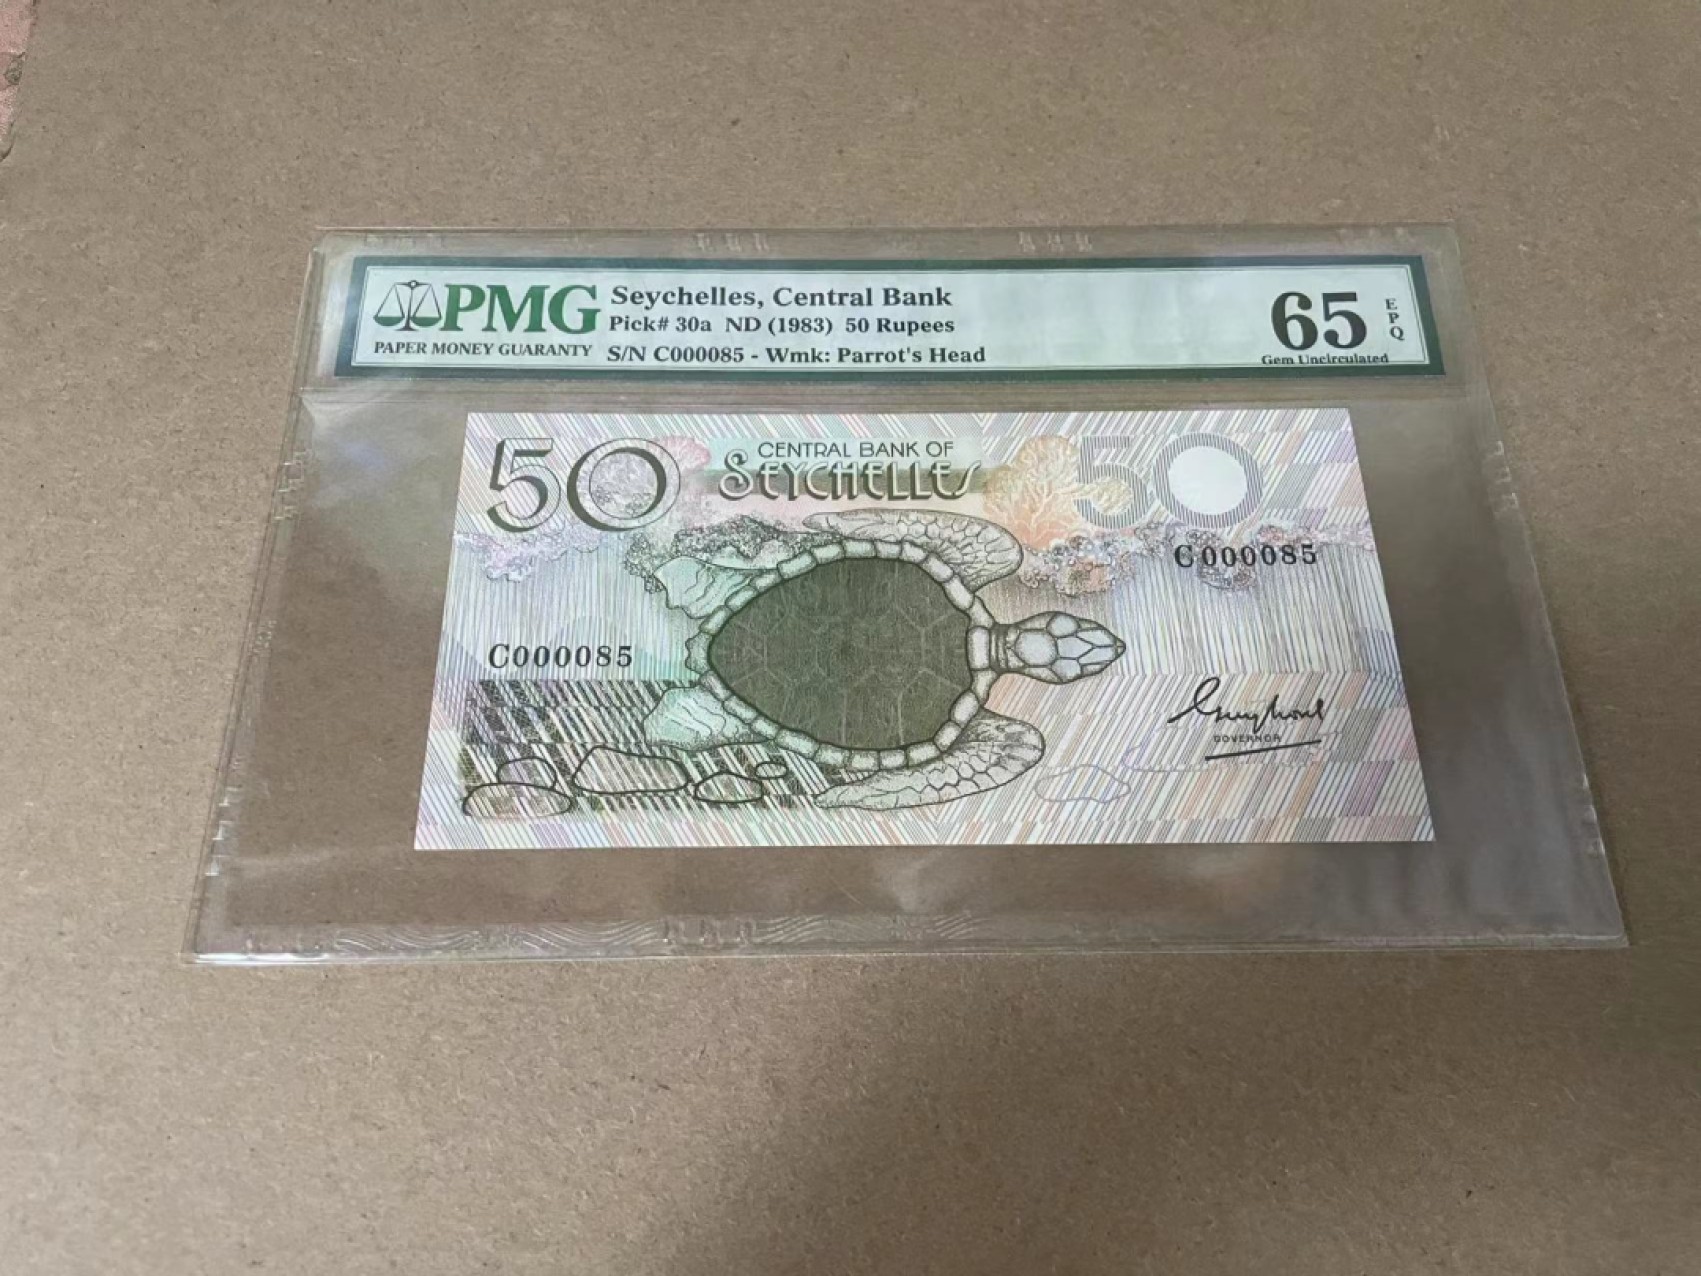 PMG
PAPER MONEY GUARANTY
Seychelles, Central Bank
Pick# 30a ND (1983) 50 Rupees
S/N C000085 - Wmk: Parrot's Head
65
EPQ
Gem Uncirculated
50
CENTRAL BANK OF
SEYCHELLES
50
C000085
C000085
GOVERNOR